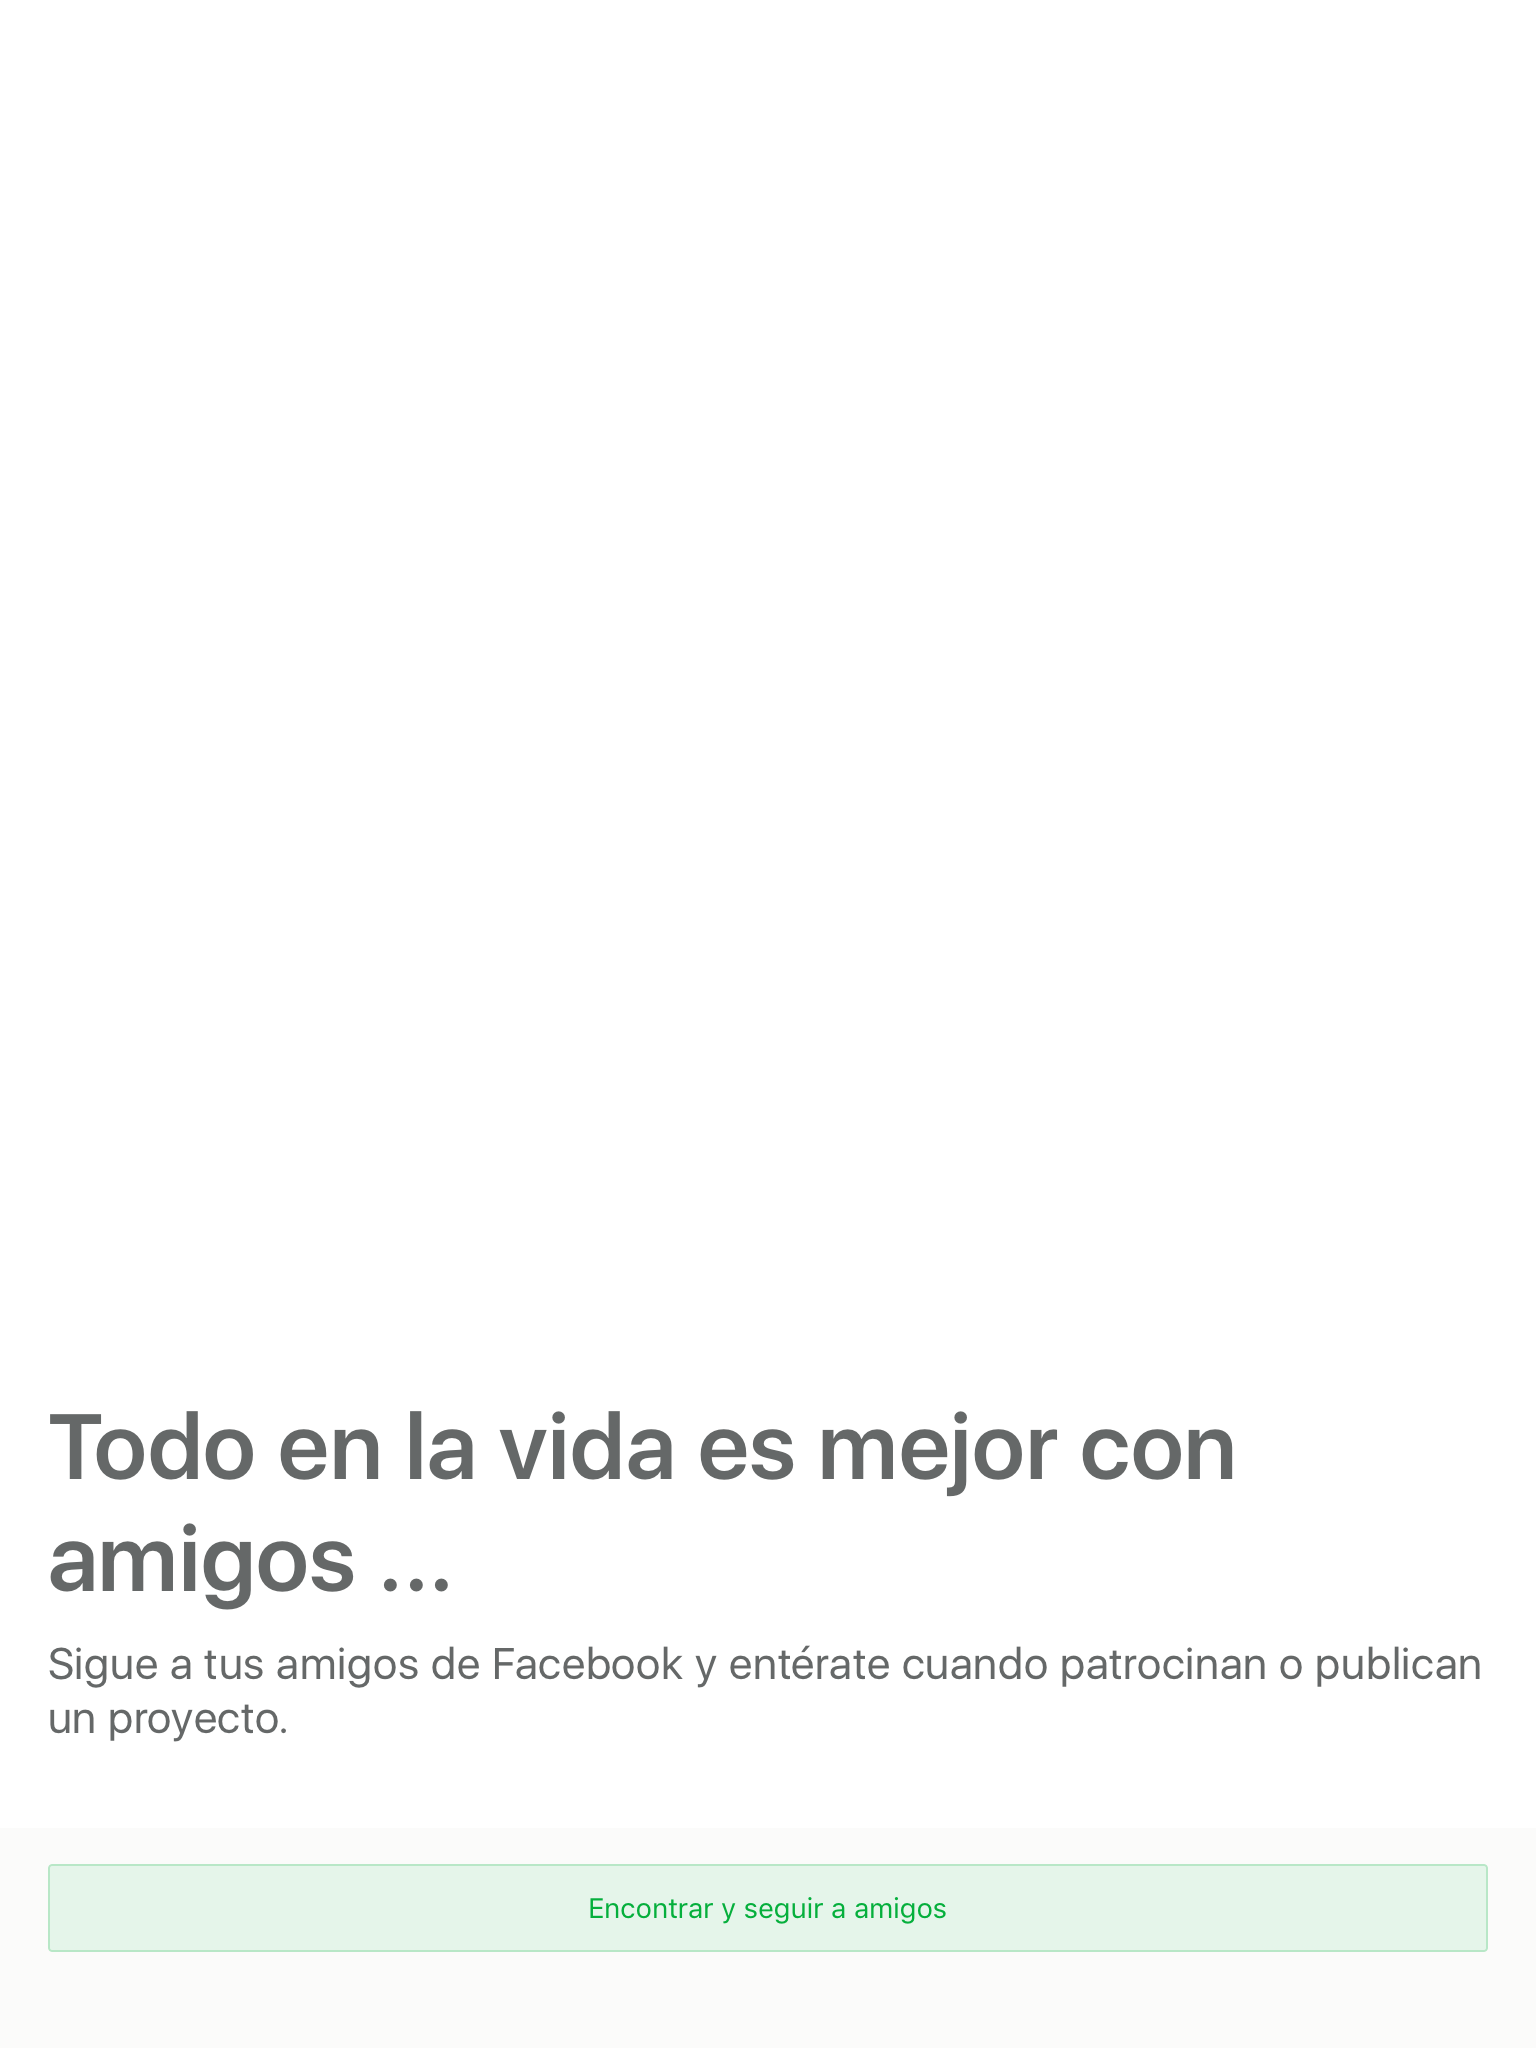 Todo en la vida es mejor con
amigos ...
Sigue a tus amigos de Facebook y entérate cuando patrocinan o publican
un proyecto.
Encontrar y seguir a amigos